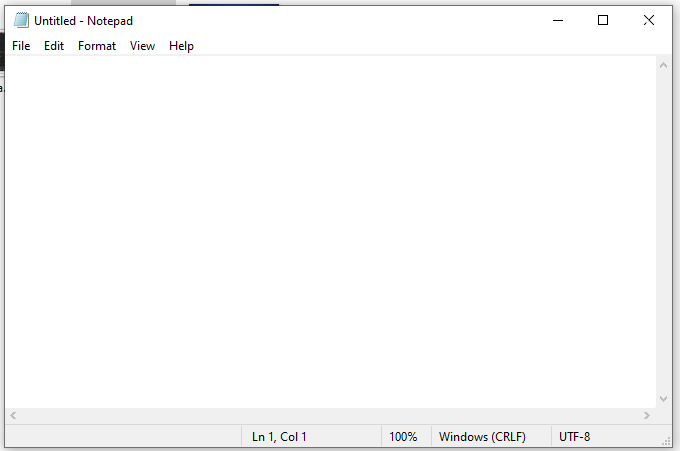 Untitled - Notepad
File Edit Format View Help
Ln 1, Col 1 100% Windows (CRLF) UTF-8